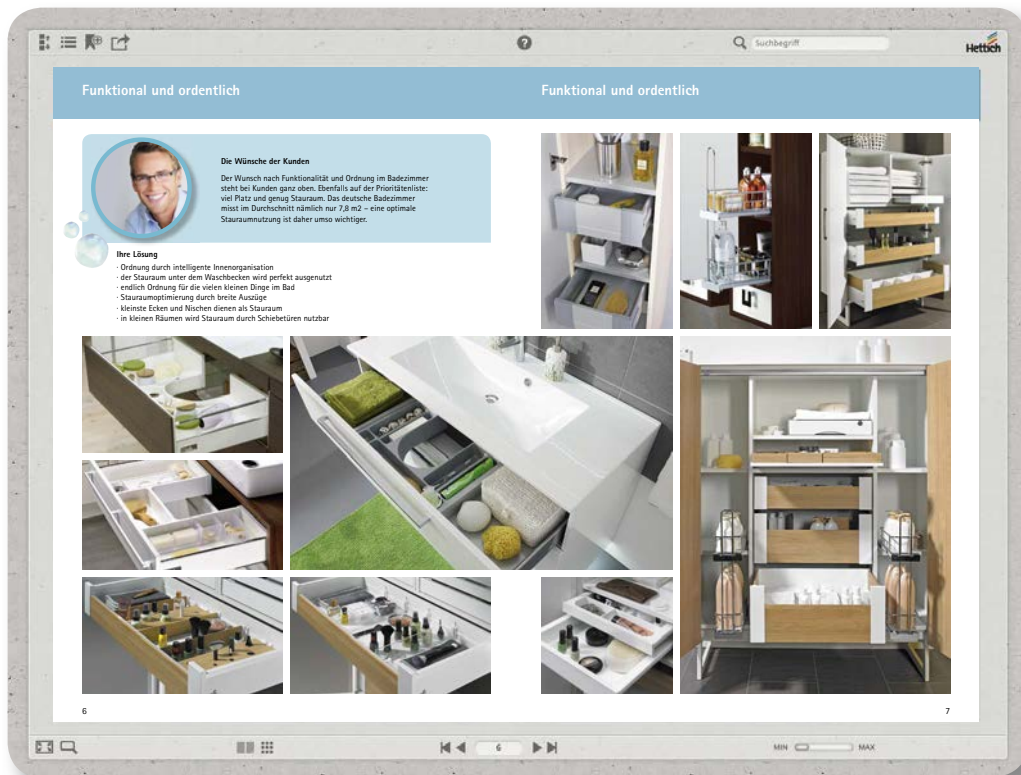 Suchbegriff
Hettich
Funktional und ordentlich
Funktional und ordentlich
Die Wünsche der Kunden
Der Wunsch nach Funktionalität und Ordnung im Badezimmer
steht bei Kunden ganz oben. Ebenfalls auf der Prioritätenliste:
viel Platz und genug Stauraum. Das deutsche Badezimmer
misst im Durchschnitt nämlich nur 7,8 m2 – eine optimale
Stauraumnutzung ist daher umso wichtiger.
Ihre Lösung
· Ordnung durch intelligente Innenorganisation
· der Stauraum unter dem Waschbecken wird perfekt ausgenutzt
· endlich Ordnung für die vielen kleinen Dinge im Bad
· Stauraumoptimierung durch breite Auszüge
· kleinste Ecken und Nischen dienen als Stauraum
· in kleinen Räumen wird Stauraum durch Schiebetüren nutzbar
6
7
6
MIN MAX